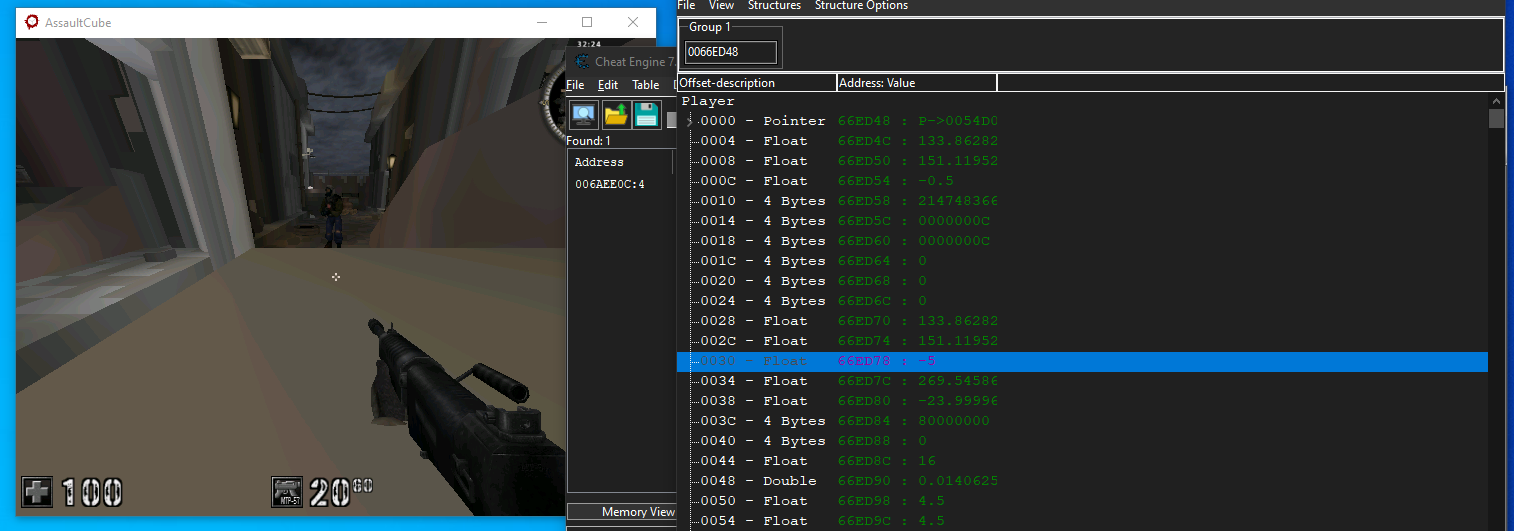 AssaultCube
32:24
100
MTP-57
20 60
Cheat Engine 7.
File Edit Table
Found: 1
Address
006AEE0C:4
Memory View
File View Structures Structure Options
Group 1
0066ED48
Offset-description Address: Value
Player
0000 - Pointer 66ED48 : P->0054D0
0004 - Float 66ED4C : 133.86282
0008 - Float 66ED50 : 151.11952
000C - Float 66ED54 : -0.5
0010 - 4 Bytes 66ED58 : 214748366
0014 - 4 Bytes 66ED5C : 0000000C
0018 - 4 Bytes 66ED60 : 0000000C
001C - 4 Bytes 66ED64 : 0
0020 - 4 Bytes 66ED68 : 0
0024 - 4 Bytes 66ED6C : 0
0028 - Float 66ED70 : 133.86282
002C - Float 66ED74 : 151.11952
0030 - Float 66ED78 : -5
0034 - Float 66ED7C : 269.54586
0038 - Float 66ED80 : -23.99996
003C - 4 Bytes 66ED84 : 80000000
0040 - 4 Bytes 66ED88 : 0
0044 - Float 66ED8C : 16
0048 - Double 66ED90 : 0.0140625
0050 - Float 66ED98 : 4.5
0054 - Float 66ED9C : 4.5